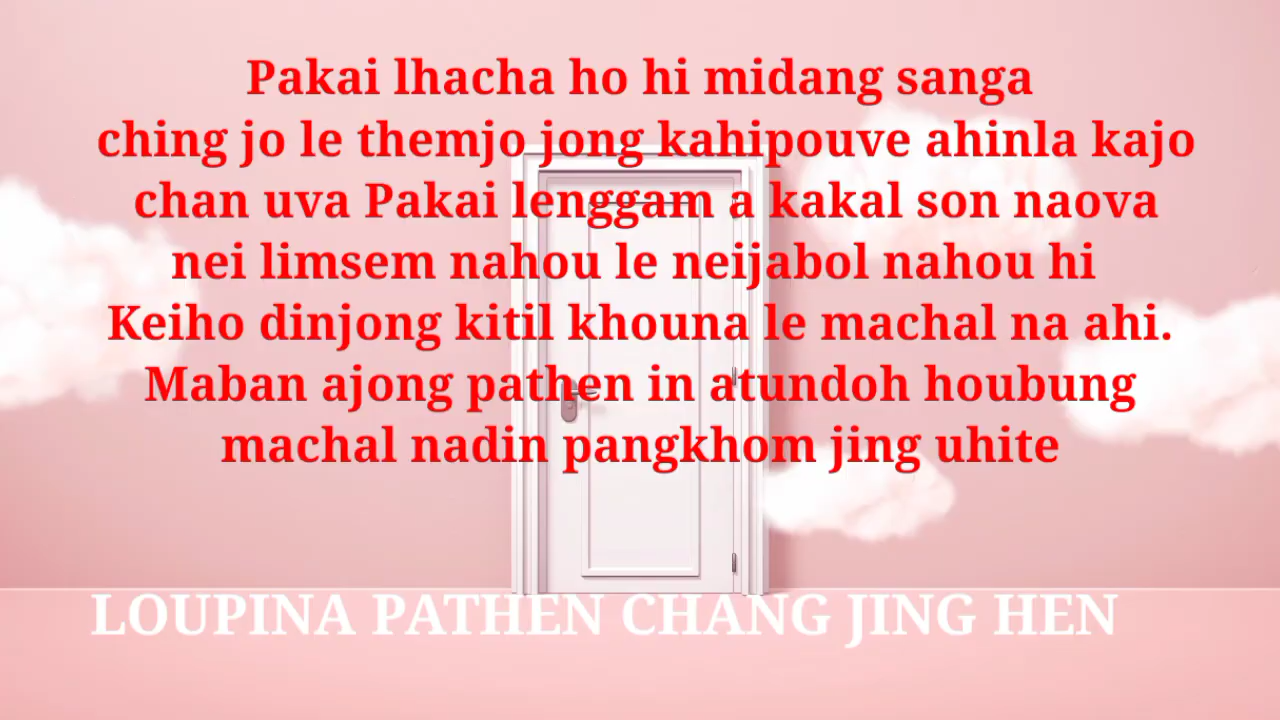 Pakai lhacha ho hi midang sanga
ching jo le themjo jong kahipouve ahinla kajo
chan uva Pakai lenggam a kakal son naova
nei limsem nahou le neijabol nahou hi
Keiho dinjong kitil khouna le machal na ahi.
Maban ajong pathen in atundoh houbung
machal nadin pangkhom jing uhite
LOUPINA PATHEN CHANG JING HEN